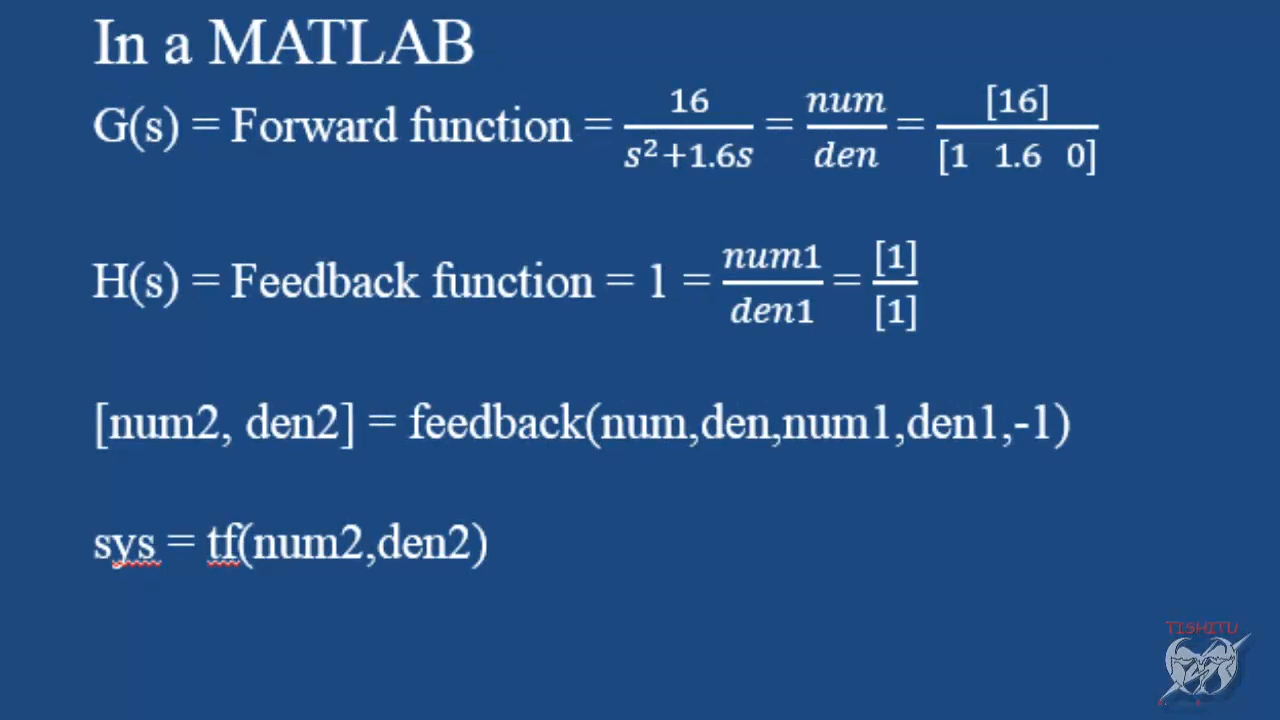 In a MATLAB
G(s) = Forward function = 16 / s²+1.6s = num / den = [16] / [1 1.6 0]
H(s) = Feedback function = 1 = num1 / den1 = [1] / [1]
[num2, den2] = feedback(num,den,num1,den1,-1)
sys = tf(num2,den2)
TISHITU